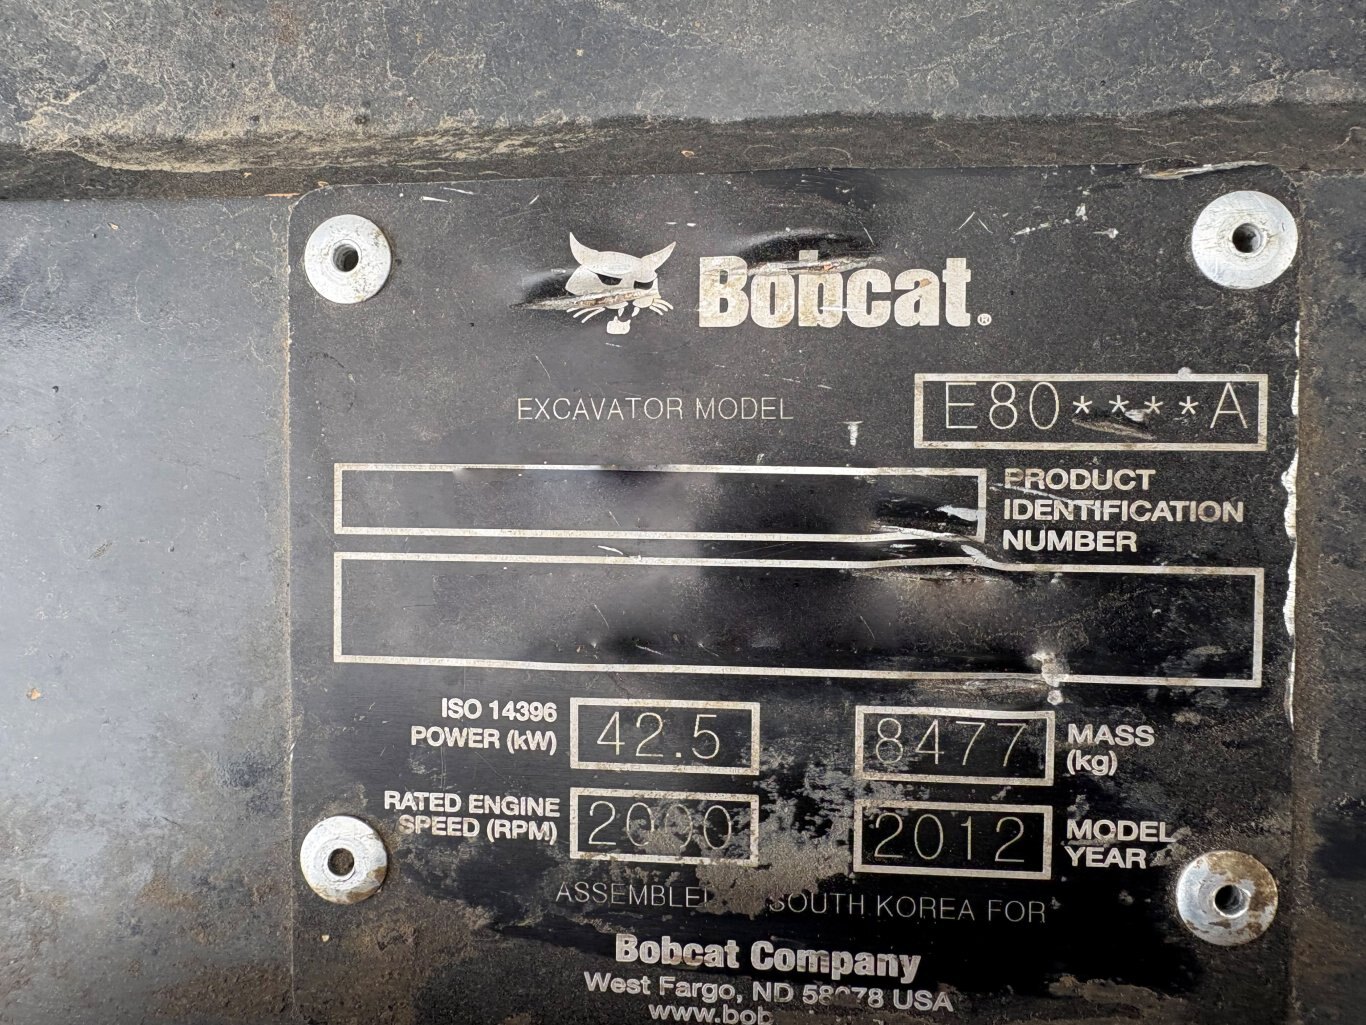 Bobcat®
EXCAVATOR MODEL E80****A
PRODUCT
IDENTIFICATION
NUMBER
ISO 14396
POWER (kW) 42.5
8477 MASS
(kg)
RATED ENGINE
SPEED (RPM) 2000
2012 MODEL
YEAR
SOUTH KOREA FOR
Bobcat Company
West Fargo, ND USA